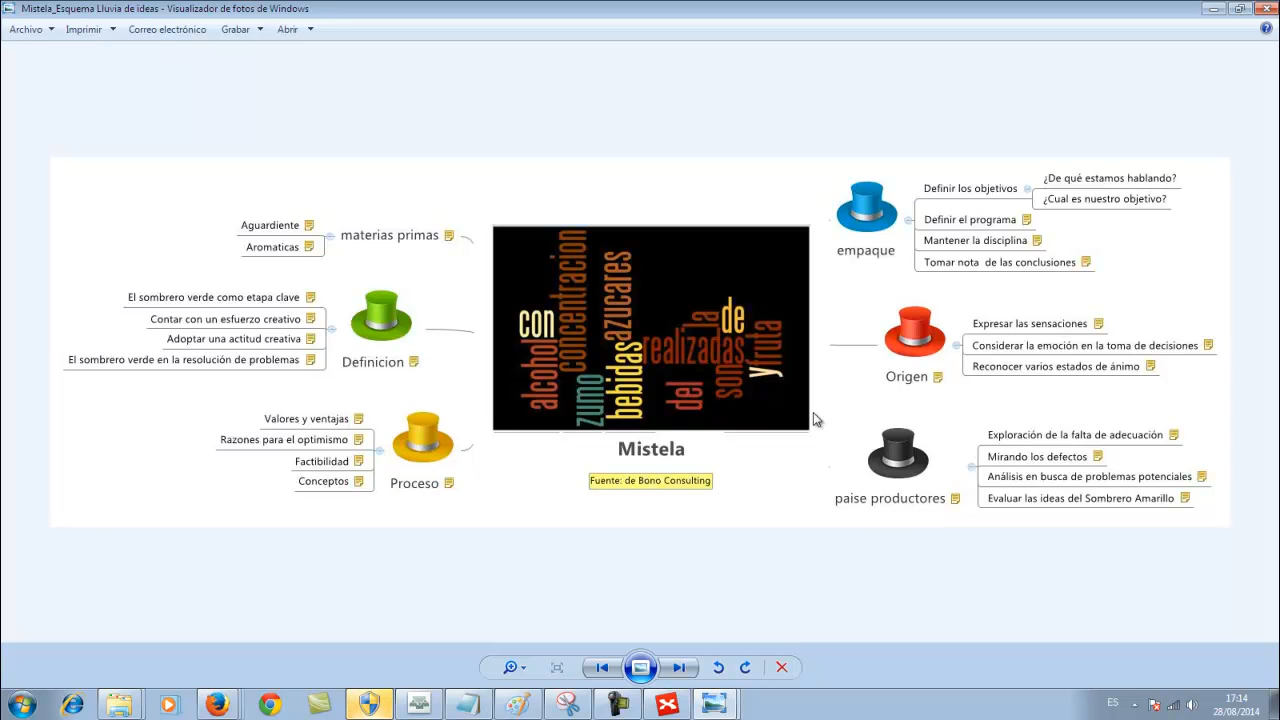 Mistela_Esquema Lluvia de ideas - Visualizador de fotos de Windows
Archivo Imprimir Correo electrónico Grabar Abrir
materias primas
Aguardiente
Aromaticas
Definicion
El sombrero verde como etapa clave
Contar con un esfuerzo creativo
Adoptar una actitud creativa
El sombrero verde en la resolución de problemas
Proceso
Valores y ventajas
Razones para el optimismo
Factibilidad
Conceptos
con
alcohol
concentracion
zumo
azucares
bebidas
realizadas
del
la
son
de
y
fruta
Mistela
Fuente: de Bono Consulting
empaque
Definir los objetivos
¿De qué estamos hablando?
¿Cual es nuestro objetivo?
Definir el programa
Mantener la disciplina
Tomar nota de las conclusiones
Origen
Expresar las sensaciones
Considerar la emoción en la toma de decisiones
Reconocer varios estados de ánimo
paise productores
Exploración de la falta de adecuación
Mirando los defectos
Análisis en busca de problemas potenciales
Evaluar las ideas del Sombrero Amarillo
ES
17:14
28/08/2014